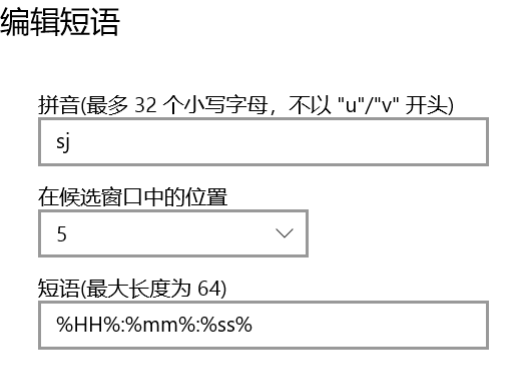 编辑短语
拼音(最多 32 个小写字母，不以 "u"/"v" 开头)
sj
在候选窗口中的位置
5
短语(最大长度为 64)
%HH%:%mm%:%ss%